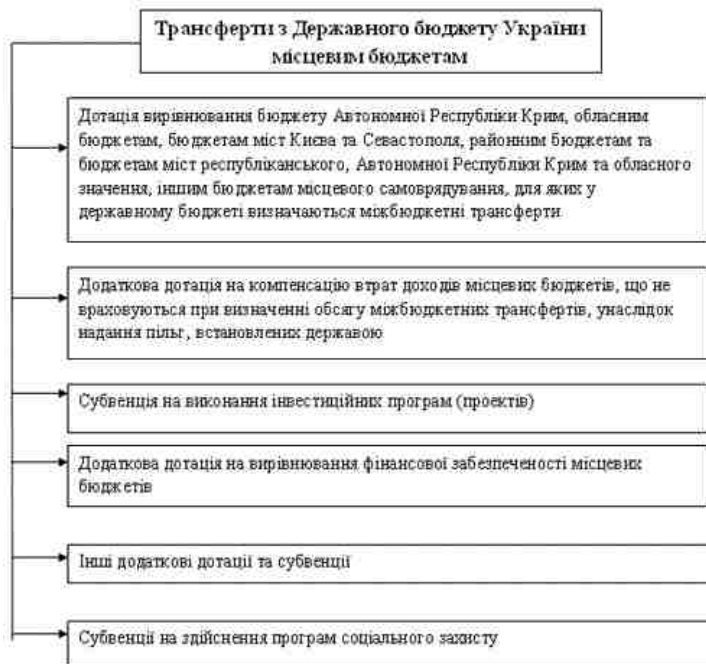 Трансферти з Державного бюджету України
місцевим бюджетам
Дотація вирівнювання бюджету Автономної Республіки Крим, обласним
бюджетам, бюджетам міст Києва та Севастополя, районним бюджетам та
бюджетам міст республіканського, Автономної Республіки Крим та обласного
значення, іншим бюджетам місцевого самоврядування, для яких у
державному бюджеті визначаються міжбюджетні трансферти
Додаткова дотація на компенсацію втрат доходів місцевих бюджетів, що не
враховуються при визначенні обсягу міжбюджетних трансфертів, унаслідок
надання пільг, встановлених державою
Субвенція на виконання інвестиційних програм (проектів)
Додаткова дотація на вирівнювання фінансової забезпеченості місцевих
бюджетів
Інші додаткові дотації та субвенції
Субвенції на здійснення програм соціального захисту